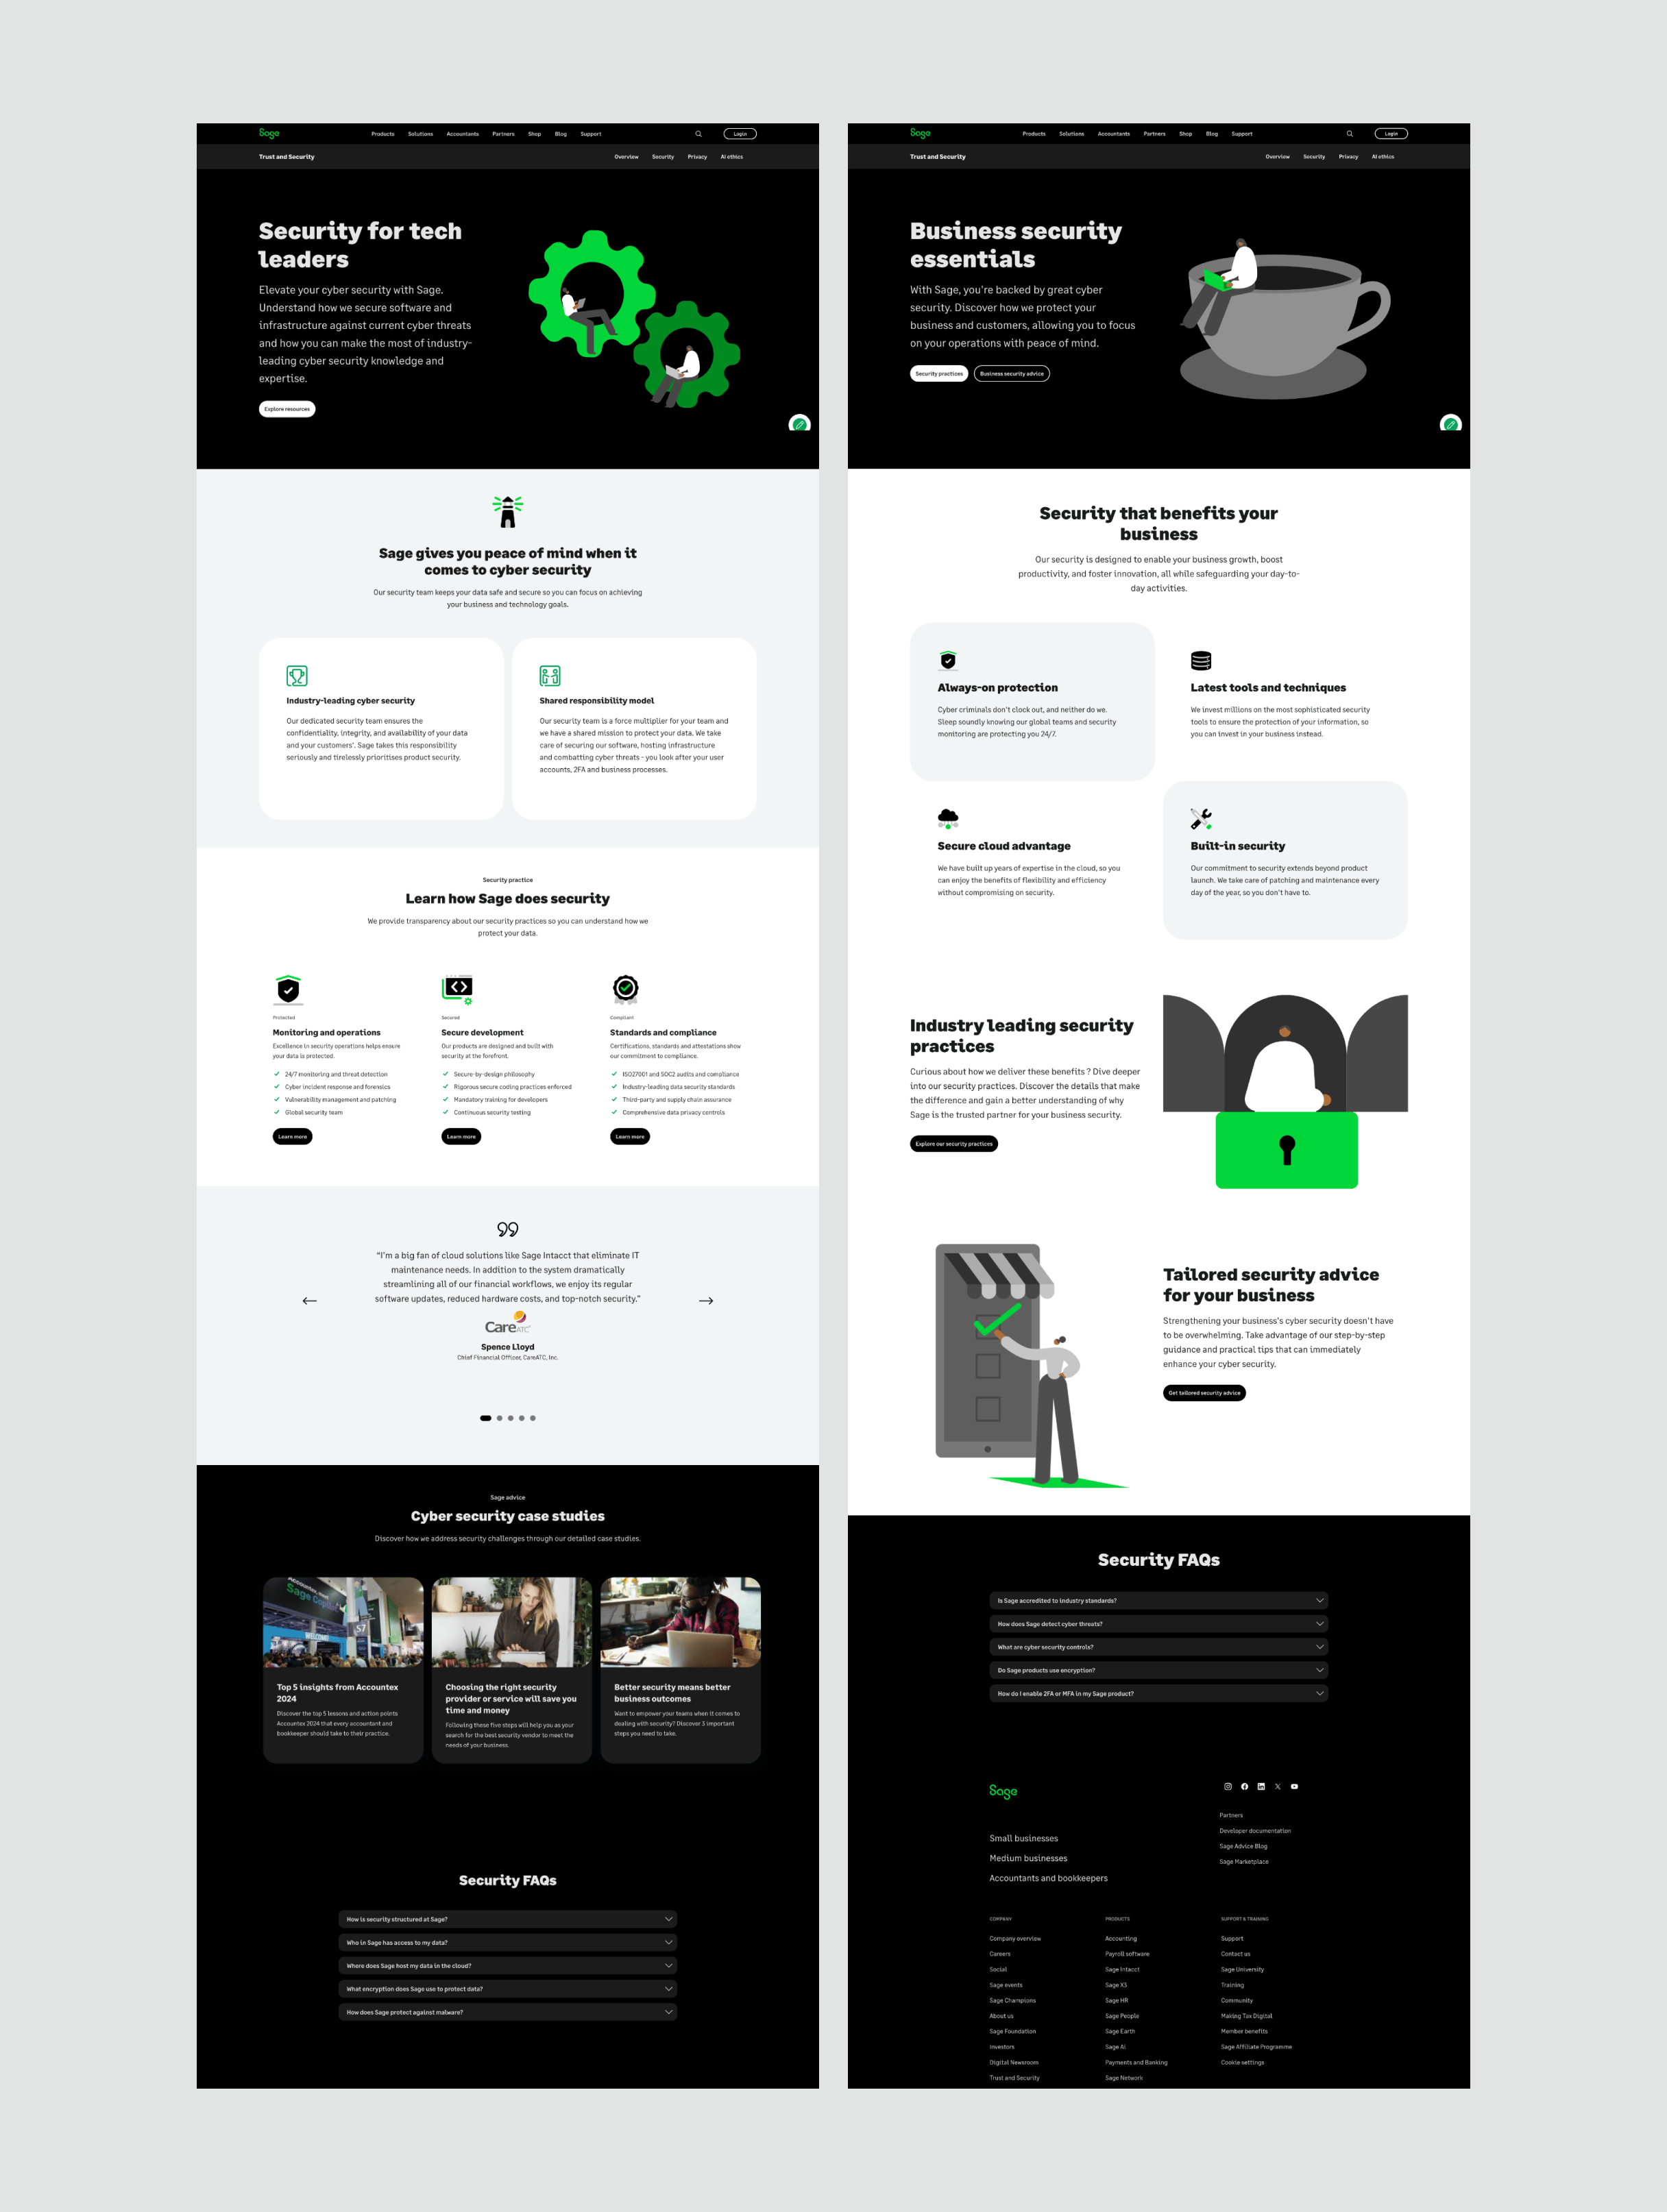 Sage
Products Solutions Accountants Partners Shop Blog Support Login
Trust and Security
Overview Security Privacy AI ethics
Security for tech
leaders
Elevate your cyber security with Sage.
Understand how we secure software and
infrastructure against current cyber threats
and how you can make the most of industry-
leading cyber security knowledge and
expertise.
Explore resources
Sage gives you peace of mind when it
comes to cyber security
Our security team keeps your data safe and secure so you can focus on achieving
your business and technology goals.
Industry-leading cyber security
Our dedicated security team ensures the
confidentiality, integrity, and availability of your data
and your customers'. Sage takes this responsibility
seriously and tirelessly prioritises product security.
Shared responsibility model
Our security team is a force multiplier for your team and
we have a shared mission to protect your data. We take
care of securing our software, hosting infrastructure
and combatting cyber threats - you look after your user
accounts, 2FA and business processes.
Security practice
Learn how Sage does security
We provide transparency about our security practices so you can understand how we
protect your data.
Protected
Monitoring and operations
Excellence in security operations helps ensure
your data is protected.
24/7 monitoring and threat detection
Cyber incident response and forensics
Vulnerability management and patching
Global security team
Learn more
Secured
Secure development
Our products are designed and built with
security at the forefront.
Secure-by-design philosophy
Rigorous secure coding practices enforced
Mandatory training for developers
Continuous security testing
Learn more
Compliant
Standards and compliance
Certifications, standards and attestations show
our commitment to compliance.
ISO27001 and SOC2 audits and compliance
Industry-leading data security standards
Third-party and supply chain assurance
Comprehensive data privacy controls
Learn more
"I'm a big fan of cloud solutions like Sage Intacct that eliminate IT
maintenance needs. In addition to the system dramatically
streamlining all of our financial workflows, we enjoy its regular
software updates, reduced hardware costs, and top-notch security."
CareATC
Spence Lloyd
Chief Financial Officer, CareATC, Inc.
Sage advice
Cyber security case studies
Discover how we address security challenges through our detailed case studies.
WELCOME
57
Top 5 insights from Accountex
2024
Discover the top 5 lessons and action points
Accountex 2024 that every accountant and
bookkeeper should take to their practice.
Choosing the right security
provider or service will save you
time and money
Following these five steps will help you as your
search for the best security vendor to meet the
needs of your business.
Better security means better
business outcomes
Want to empower your teams when it comes to
dealing with security? Discover 3 important
steps you need to take.
Security FAQs
How is security structured at Sage?
Who in Sage has access to my data?
Where does Sage host my data in the cloud?
What encryption does Sage use to protect data?
How does Sage protect against malware?
Sage
Products Solutions Accountants Partners Shop Blog Support Login
Trust and Security
Overview Security Privacy AI ethics
Business security
essentials
With Sage, you're backed by great cyber
security. Discover how we protect your
business and customers, allowing you to focus
on your operations with peace of mind.
Security practices Business security advice
Security that benefits your
business
Our security is designed to enable your business growth, boost
productivity, and foster innovation, all while safeguarding your day-to-
day activities.
Always-on protection
Cyber criminals don't clock out, and neither do we.
Sleep soundly knowing our global teams and security
monitoring are protecting you 24/7.
Latest tools and techniques
We invest millions on the most sophisticated security
tools to ensure the protection of your information, so
you can invest in your business instead.
Secure cloud advantage
We have built up years of expertise in the cloud, so you
can enjoy the benefits of flexibility and efficiency
without compromising on security.
Built-in security
Our commitment to security extends beyond product
launch. We take care of patching and maintenance every
day of the year, so you don't have to.
Industry leading security
practices
Curious about how we deliver these benefits ? Dive deeper
into our security practices. Discover the details that make
the difference and gain a better understanding of why
Sage is the trusted partner for your business security.
Explore our security practices
Tailored security advice
for your business
Strengthening your business's cyber security doesn't have
to be overwhelming. Take advantage of our step-by-step
guidance and practical tips that can immediately
enhance your cyber security.
Get tailored security advice
Security FAQs
Is Sage accredited to industry standards?
How does Sage detect cyber threats?
What are cyber security controls?
Do Sage products use encryption?
How do I enable 2FA or MFA in my Sage product?
Sage
Small businesses
Medium businesses
Accountants and bookkeepers
Partners
Developer documentation
Sage Advice Blog
Sage Marketplace
COMPANY
Company overview
Careers
Social
Sage events
Sage Champions
About us
Sage Foundation
Investors
Digital Newsroom
Trust and Security
PRODUCTS
Accounting
Payroll software
Sage Intacct
Sage X3
Sage HR
Sage People
Sage Earth
Sage Ai
Payments and Banking
Sage Network
SUPPORT & TRAINING
Support
Contact us
Sage University
Training
Community
Making Tax Digital
Member benefits
Sage Affiliate Programme
Cookie settings